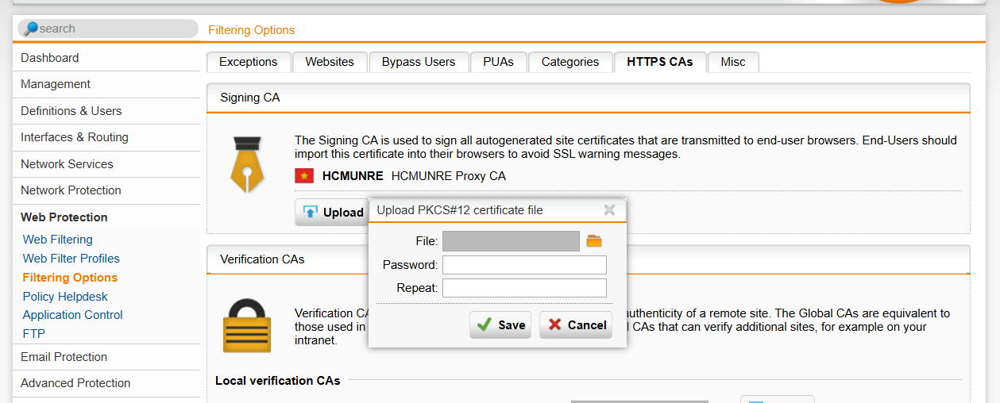 search
Filtering Options
Dashboard
Management
Definitions & Users
Interfaces & Routing
Network Services
Network Protection
Web Protection
Web Filtering
Web Filter Profiles
Filtering Options
Policy Helpdesk
Application Control
FTP
Email Protection
Advanced Protection
Exceptions Websites Bypass Users PUAs Categories HTTPS CAs Misc
Signing CA
The Signing CA is used to sign all autogenerated site certificates that are transmitted to end-user browsers. End-Users should
import this certificate into their browsers to avoid SSL warning messages.
HCMUNRE HCMUNRE Proxy CA
Upload
Upload PKCS#12 certificate file
File:
Password:
Repeat:
Save Cancel
Verification CAs
Verification CA uthenticity of a remote site. The Global CAs are equivalent to
those used in CAs that can verify additional sites, for example on your
intranet.
Local verification CAs